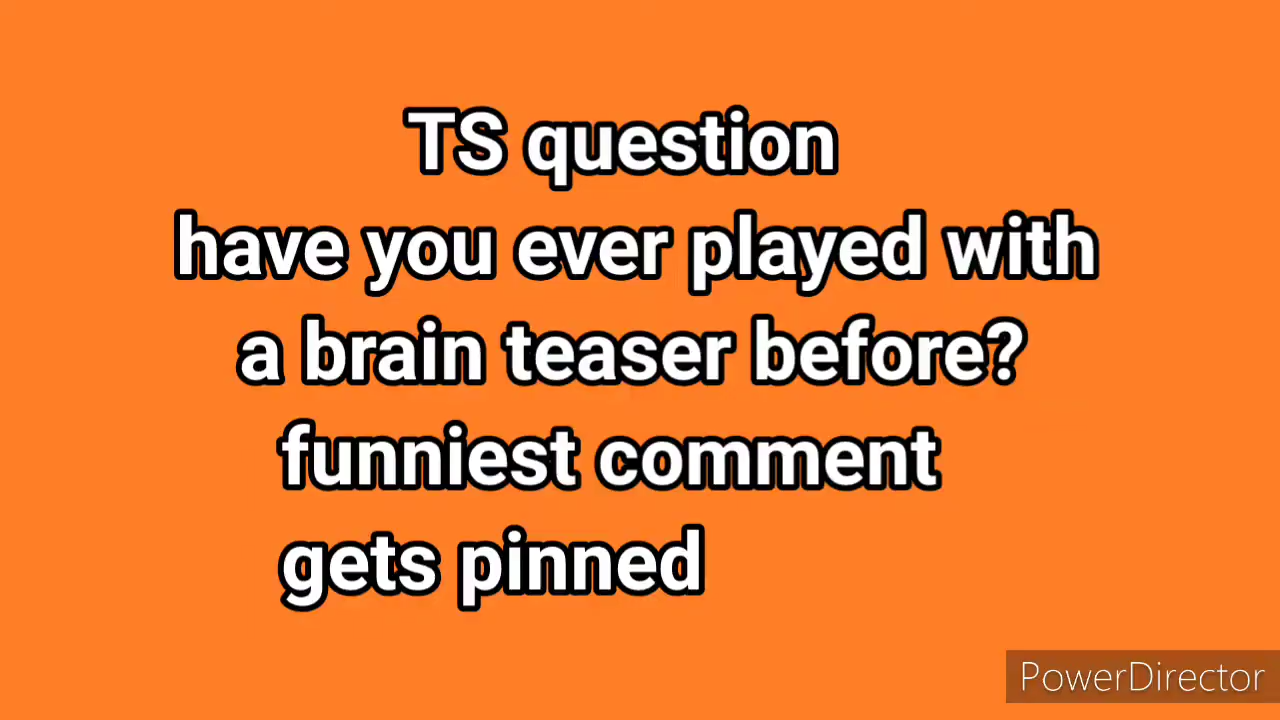 TS question
have you ever played with
a brain teaser before?
funniest comment
gets pinned
PowerDirector